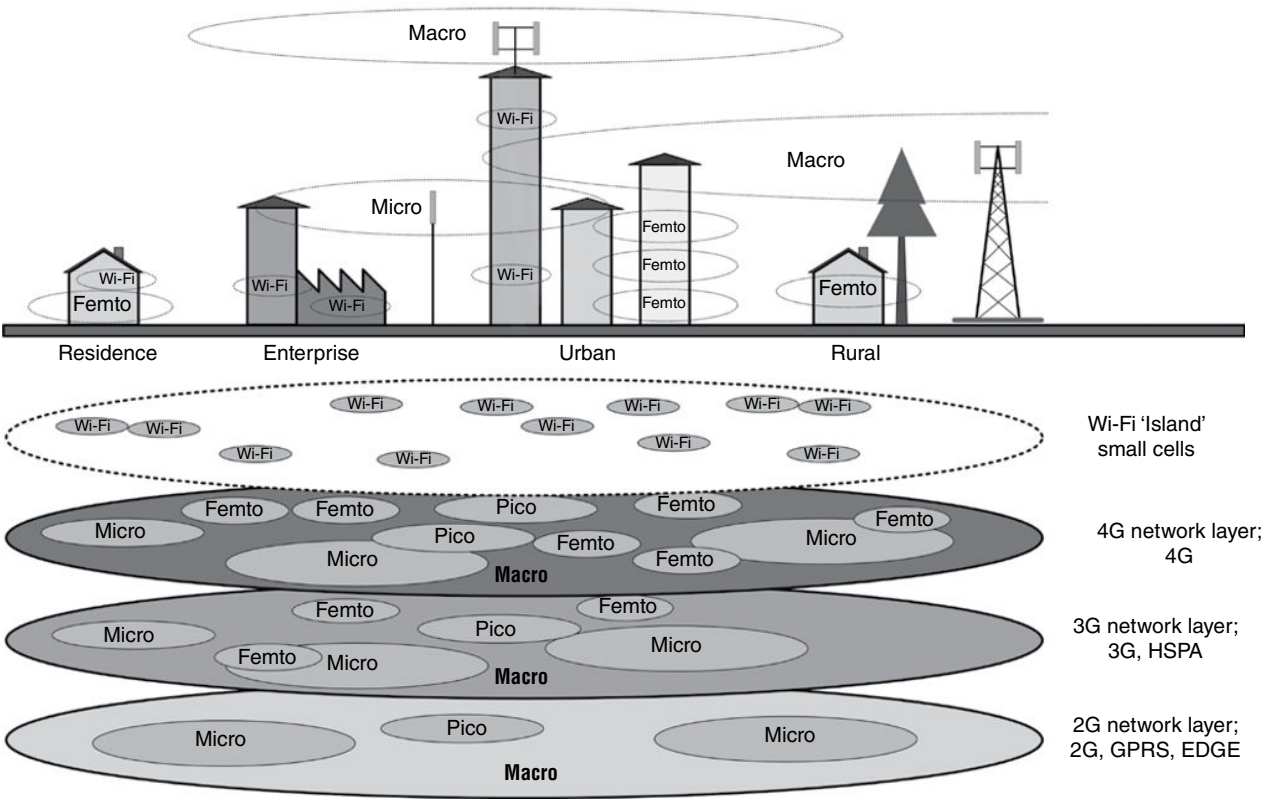 Macro
Wi-Fi
Macro
Micro
Femto
Wi-Fi
Femto
Wi-Fi
Wi-Fi
Wi-Fi
Femto
Femto
Femto
Residence
Enterprise
Urban
Rural
Wi-Fi
Wi-Fi
Wi-Fi
Wi-Fi
Wi-Fi
Wi-Fi
Wi-Fi
Wi-Fi
Wi-Fi
Wi-Fi
Wi-Fi
Wi-Fi
Wi-Fi 'Island'
small cells
Femto
Femto
Pico
Femto
Micro
Femto
Pico
Femto
Micro
Micro
Femto
Macro
4G network layer;
4G
Femto
Femto
Micro
Pico
Micro
Femto
Micro
Macro
3G network layer;
3G, HSPA
Micro
Pico
Micro
Macro
2G network layer;
2G, GPRS, EDGE